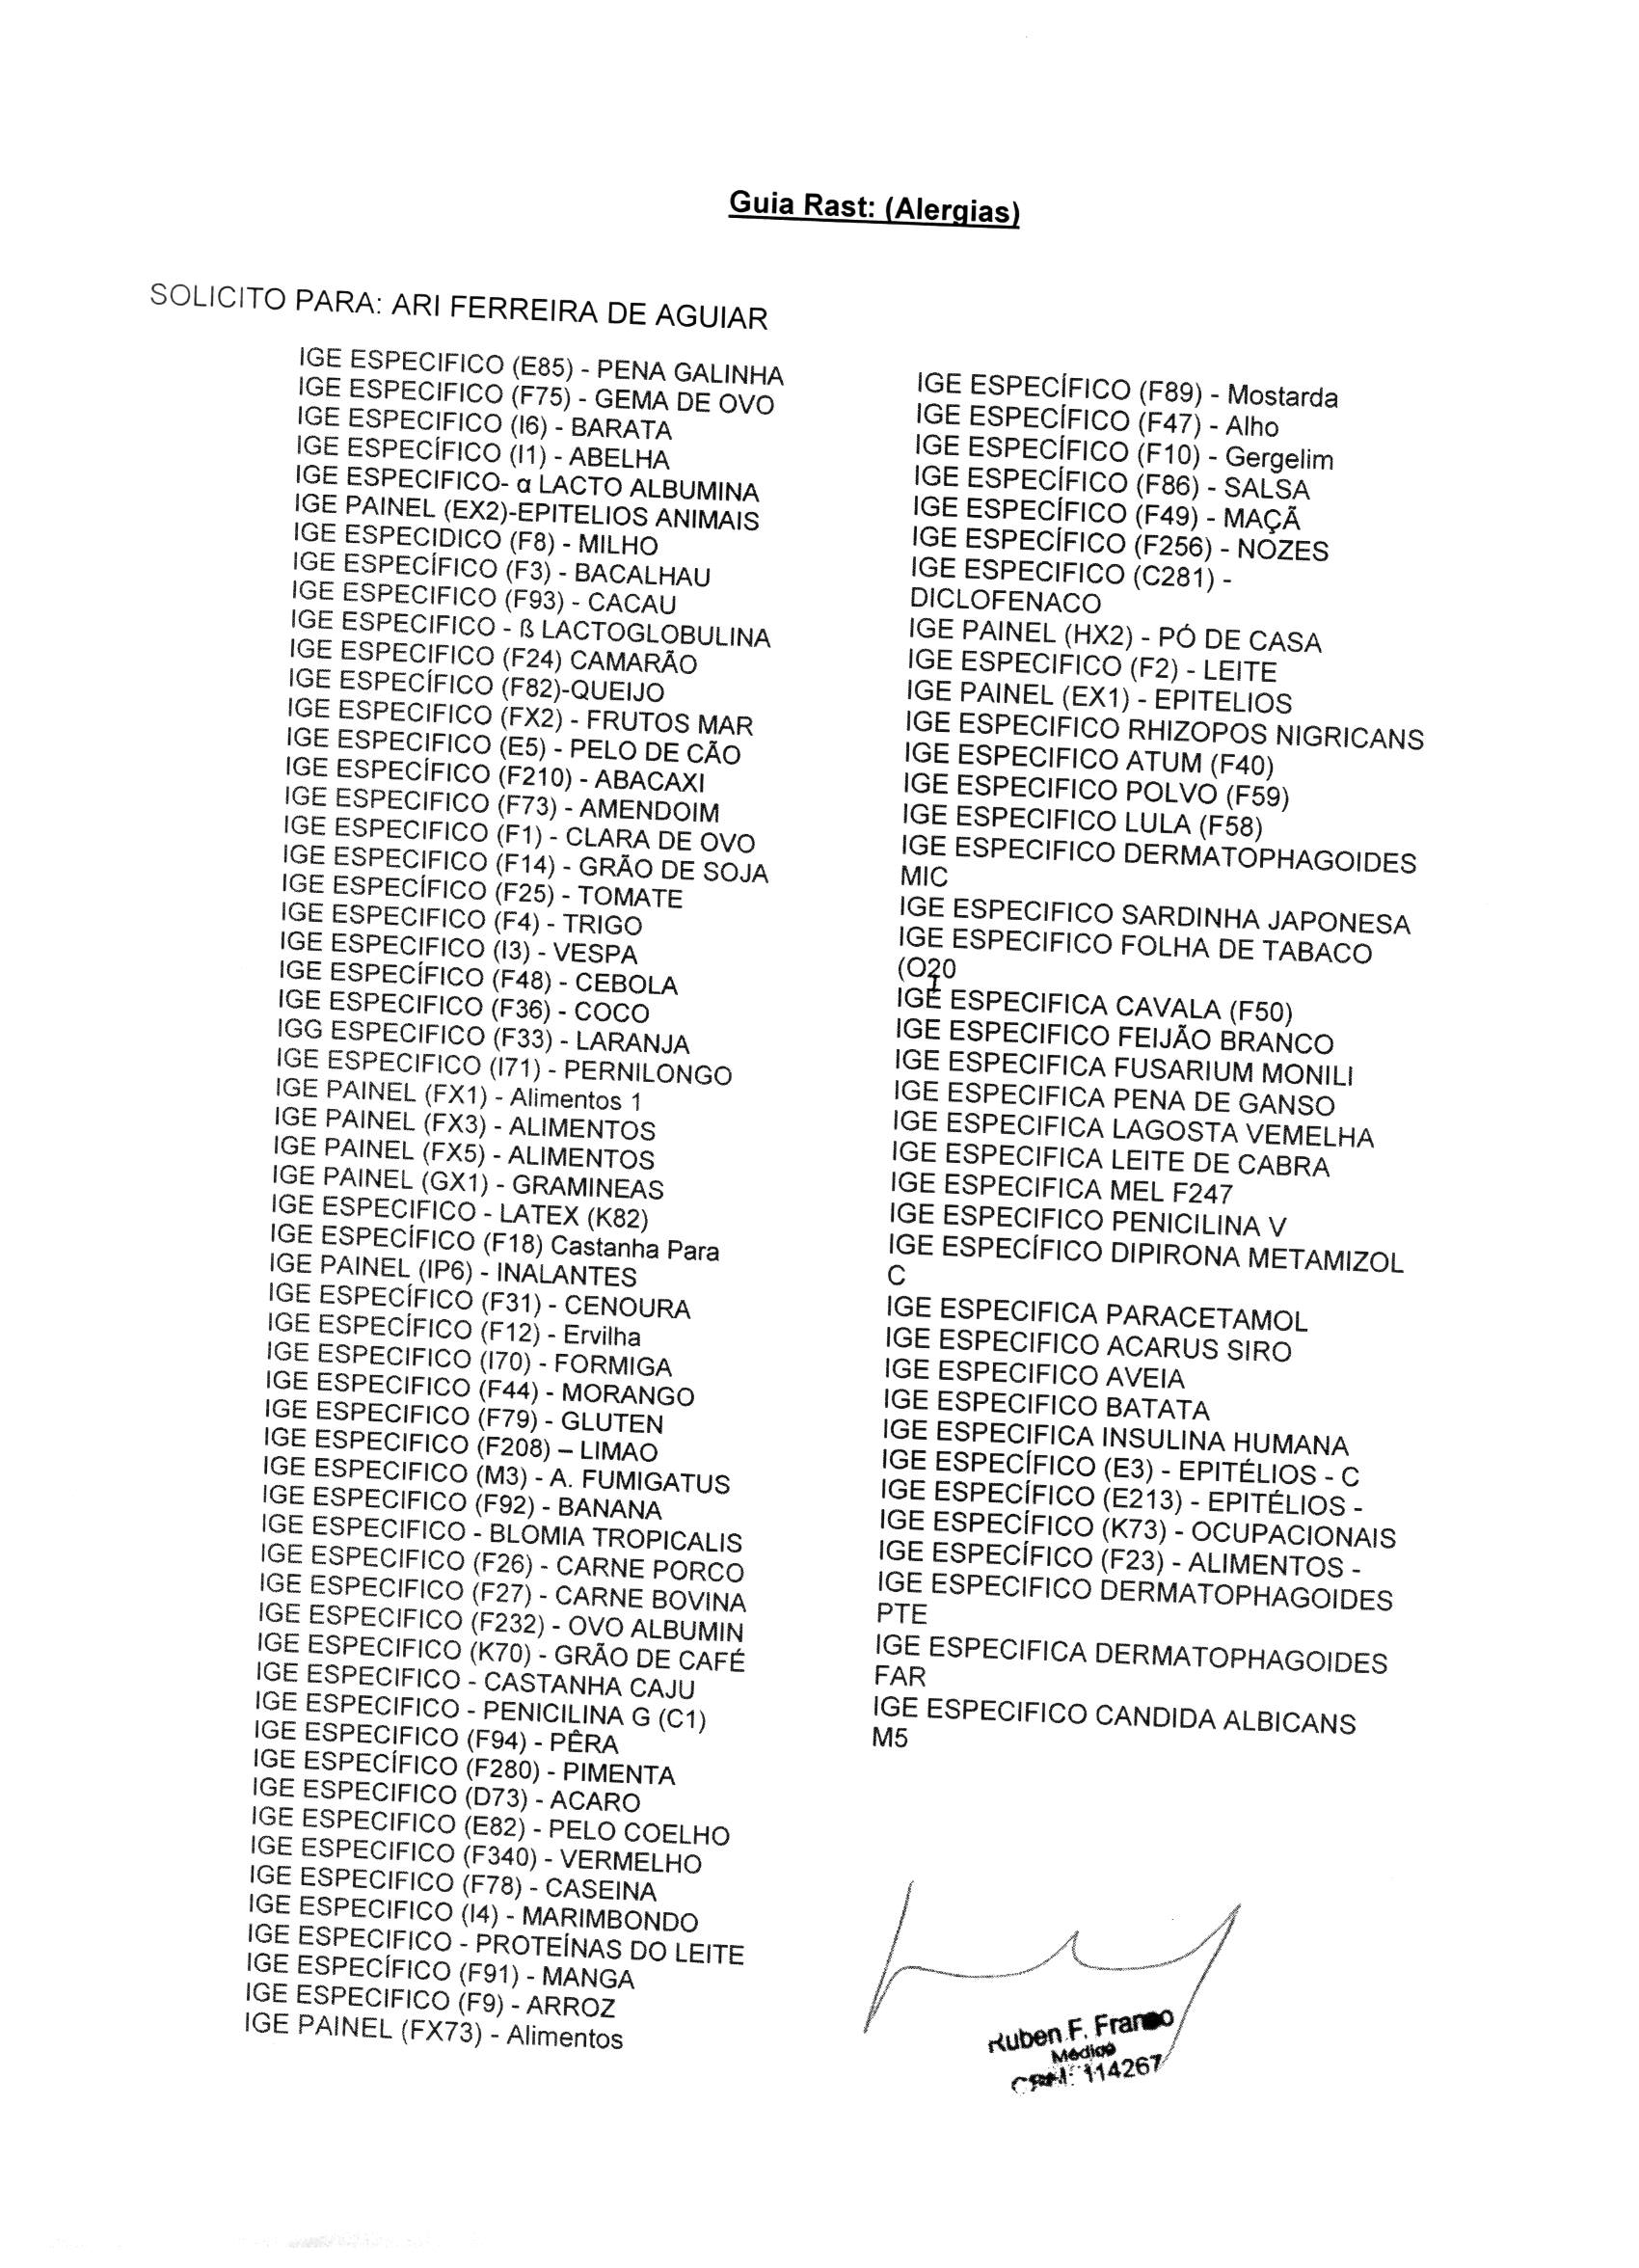 Guia Rast: (Alergias)
SOLICITO PARA: ARI FERREIRA DE AGUIAR
IGE ESPECIFICO (E85) - PENA GALINHA
IGE ESPECIFICO (F75) - GEMA DE OVO
IGE ESPECIFICO (I6) - BARATA
IGE ESPECÍFICO (I1) - ABELHA
IGE ESPECIFICO- α LACTO ALBUMINA
IGE PAINEL (EX2)-EPITELIOS ANIMAIS
IGE ESPECIDICO (F8) - MILHO
IGE ESPECÍFICO (F3) - BACALHAU
IGE ESPECIFICO (F93) - CACAU
IGE ESPECIFICO - ß LACTOGLOBULINA
IGE ESPECIFICO (F24) CAMARÃO
IGE ESPECÍFICO (F82)-QUEIJO
IGE ESPECIFICO (FX2) - FRUTOS MAR
IGE ESPECIFICO (E5) - PELO DE CÃO
IGE ESPECÍFICO (F210) - ABACAXI
IGE ESPECIFICO (F73) - AMENDOIM
IGE ESPECIFICO (F1) - CLARA DE OVO
IGE ESPECIFICO (F14) - GRÃO DE SOJA
IGE ESPECÍFICO (F25) - TOMATE
IGE ESPECIFICO (F4) - TRIGO
IGE ESPECIFICO (I3) - VESPA
IGE ESPECÍFICO (F48) - CEBOLA
IGE ESPECIFICO (F36) - COCO
IGG ESPECIFICO (F33) - LARANJA
IGE ESPECIFICO (I71) - PERNILONGO
IGE PAINEL (FX1) - Alimentos 1
IGE PAINEL (FX3) - ALIMENTOS
IGE PAINEL (FX5) - ALIMENTOS
IGE PAINEL (GX1) - GRAMINEAS
IGE ESPECIFICO - LATEX (K82)
IGE ESPECÍFICO (F18) Castanha Para
IGE PAINEL (IP6) - INALANTES
IGE ESPECÍFICO (F31) - CENOURA
IGE ESPECÍFICO (F12) - Ervilha
IGE ESPECIFICO (I70) - FORMIGA
IGE ESPECIFICO (F44) - MORANGO
IGE ESPECIFICO (F79) - GLUTEN
IGE ESPECIFICO (F208) – LIMAO
IGE ESPECIFICO (M3) - A. FUMIGATUS
IGE ESPECIFICO (F92) - BANANA
IGE ESPECIFICO - BLOMIA TROPICALIS
IGE ESPECIFICO (F26) - CARNE PORCO
IGE ESPECIFICO (F27) - CARNE BOVINA
IGE ESPECIFICO (F232) - OVO ALBUMIN
IGE ESPECIFICO (K70) - GRÃO DE CAFÉ
IGE ESPECIFICO - CASTANHA CAJU
IGE ESPECIFICO - PENICILINA G (C1)
IGE ESPECIFICO (F94) - PÊRA
IGE ESPECÍFICO (F280) - PIMENTA
IGE ESPECIFICO (D73) - ACARO
IGE ESPECIFICO (E82) - PELO COELHO
IGE ESPECIFICO (F340) - VERMELHO
IGE ESPECIFICO (F78) - CASEINA
IGE ESPECIFICO (I4) - MARIMBONDO
IGE ESPECIFICO - PROTEÍNAS DO LEITE
IGE ESPECÍFICO (F91) - MANGA
IGE ESPECIFICO (F9) - ARROZ
IGE PAINEL (FX73) - Alimentos
IGE ESPECÍFICO (F89) - Mostarda
IGE ESPECÍFICO (F47) - Alho
IGE ESPECÍFICO (F10) - Gergelim
IGE ESPECÍFICO (F86) - SALSA
IGE ESPECÍFICO (F49) - MAÇÃ
IGE ESPECÍFICO (F256) - NOZES
IGE ESPECIFICO (C281) -
DICLOFENACO
IGE PAINEL (HX2) - PÓ DE CASA
IGE ESPECIFICO (F2) - LEITE
IGE PAINEL (EX1) - EPITELIOS
IGE ESPECIFICO RHIZOPOS NIGRICANS
IGE ESPECIFICO ATUM (F40)
IGE ESPECIFICO POLVO (F59)
IGE ESPECIFICO LULA (F58)
IGE ESPECIFICO DERMATOPHAGOIDES
MIC
IGE ESPECIFICO SARDINHA JAPONESA
IGE ESPECIFICO FOLHA DE TABACO
(O20
IGE ESPECIFICA CAVALA (F50)
IGE ESPECIFICO FEIJÃO BRANCO
IGE ESPECIFICA FUSARIUM MONILI
IGE ESPECIFICA PENA DE GANSO
IGE ESPECIFICA LAGOSTA VEMELHA
IGE ESPECIFICA LEITE DE CABRA
IGE ESPECIFICA MEL F247
IGE ESPECIFICO PENICILINA V
IGE ESPECÍFICO DIPIRONA METAMIZOL
C
IGE ESPECIFICA PARACETAMOL
IGE ESPECIFICO ACARUS SIRO
IGE ESPECIFICO AVEIA
IGE ESPECIFICO BATATA
IGE ESPECIFICA INSULINA HUMANA
IGE ESPECÍFICO (E3) - EPITÉLIOS - C
IGE ESPECÍFICO (E213) - EPITÉLIOS -
IGE ESPECÍFICO (K73) - OCUPACIONAIS
IGE ESPECÍFICO (F23) - ALIMENTOS -
IGE ESPECIFICO DERMATOPHAGOIDES
PTE
IGE ESPECIFICA DERMATOPHAGOIDES
FAR
IGE ESPECIFICO CANDIDA ALBICANS
M5
Ruben F. Franco
Médico
CRM: 114267